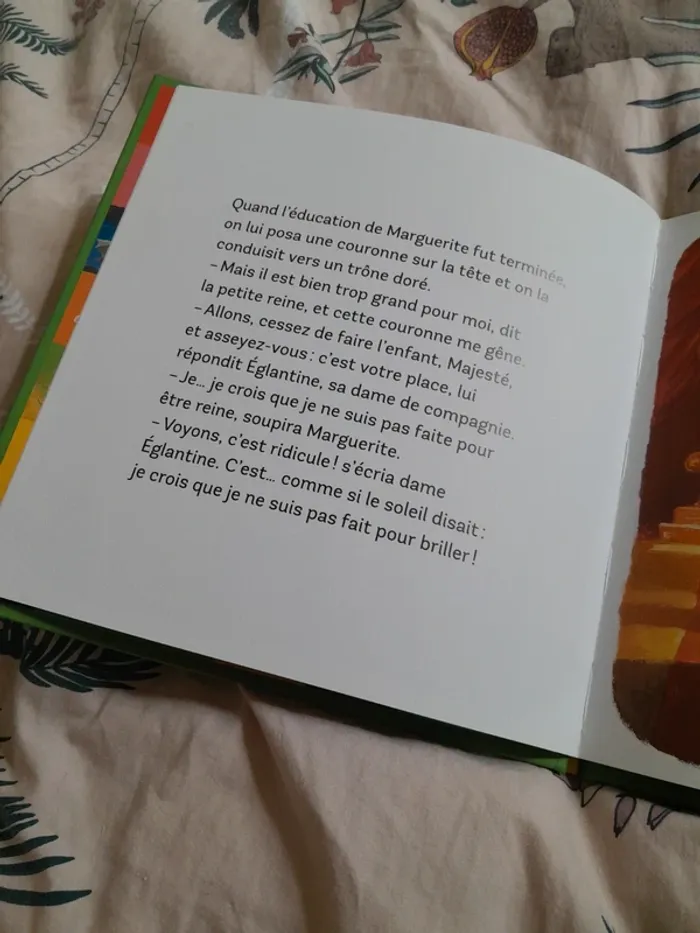 Quand l'éducation de Marguerite fut terminée,
on lui posa une couronne sur la tête et on la
conduisit vers un trône doré.
– Mais il est bien trop grand pour moi, dit
la petite reine, et cette couronne me gêne.
– Allons, cessez de faire l'enfant, Majesté,
et asseyez-vous : c'est votre place, lui
répondit Églantine, sa dame de compagnie.
– Je... je crois que je ne suis pas faite pour
être reine, soupira Marguerite.
– Voyons, c'est ridicule ! s'écria dame
Églantine. C'est... comme si le soleil disait :
je crois que je ne suis pas fait pour briller !